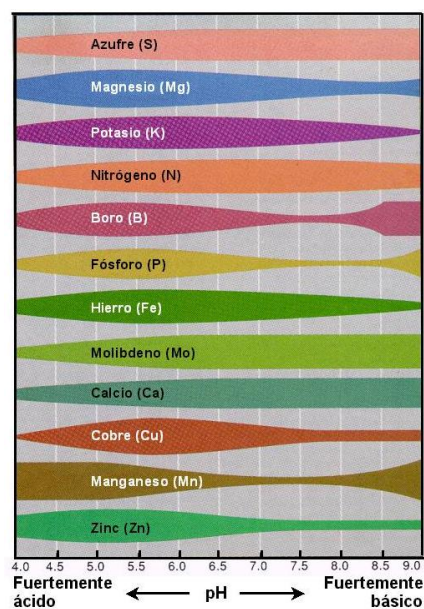 Azufre (S)
Magnesio (Mg)
Potasio (K)
Nitrógeno (N)
Boro (B)
Fósforo (P)
Hierro (Fe)
Molibdeno (Mo)
Calcio (Ca)
Cobre (Cu)
Manganeso (Mn)
Zinc (Zn)
4.0 4.5 5.0 5.5 6.0 6.5 7.0 7.5 8.0 8.5 9.0
Fuertemente ácido
pH
Fuertemente básico